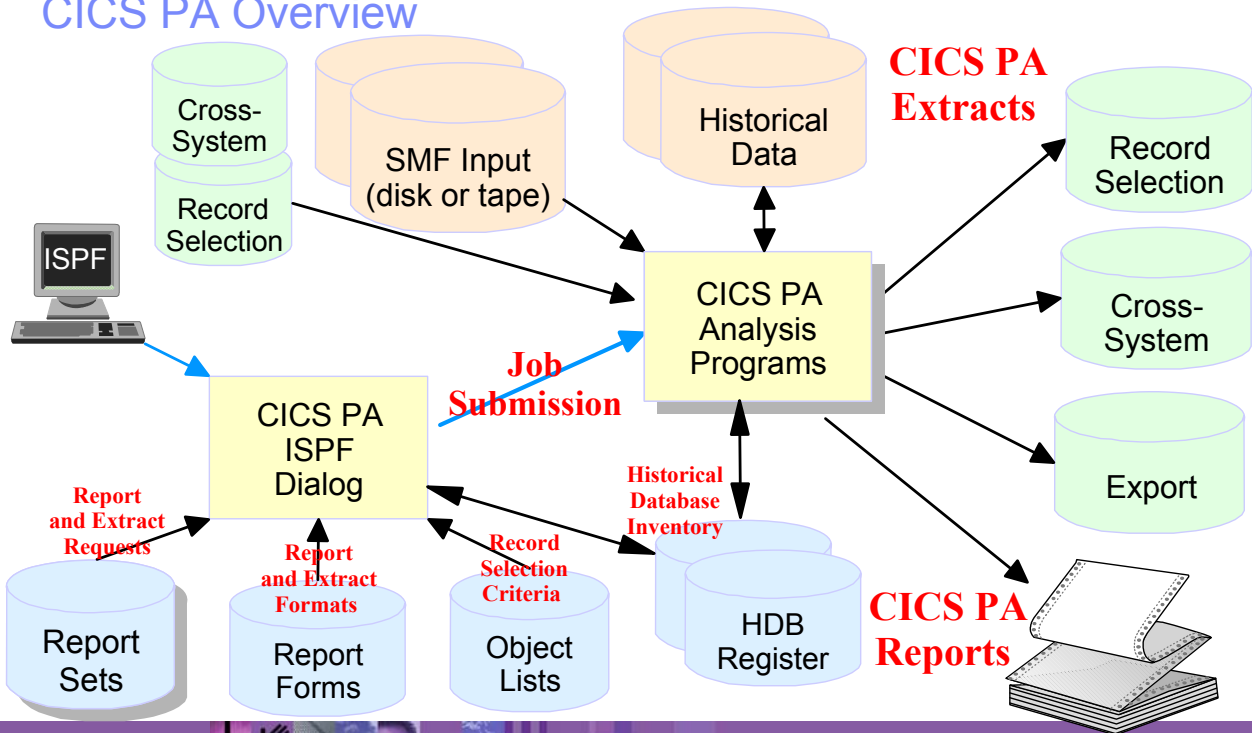 CICS PA Overview
Cross-
System
Record
Selection
SMF Input
(disk or tape)
Historical
Data
CICS PA
Extracts
Record
Selection
ISPF
CICS PA
Analysis
Programs
Cross-
System
Job
Submission
CICS PA
ISPF
Dialog
Export
Report
and Extract
Requests
Report
and Extract
Formats
Record
Selection
Criteria
Historical
Database
Inventory
Report
Sets
Report
Forms
Object
Lists
HDB
Register
CICS PA
Reports